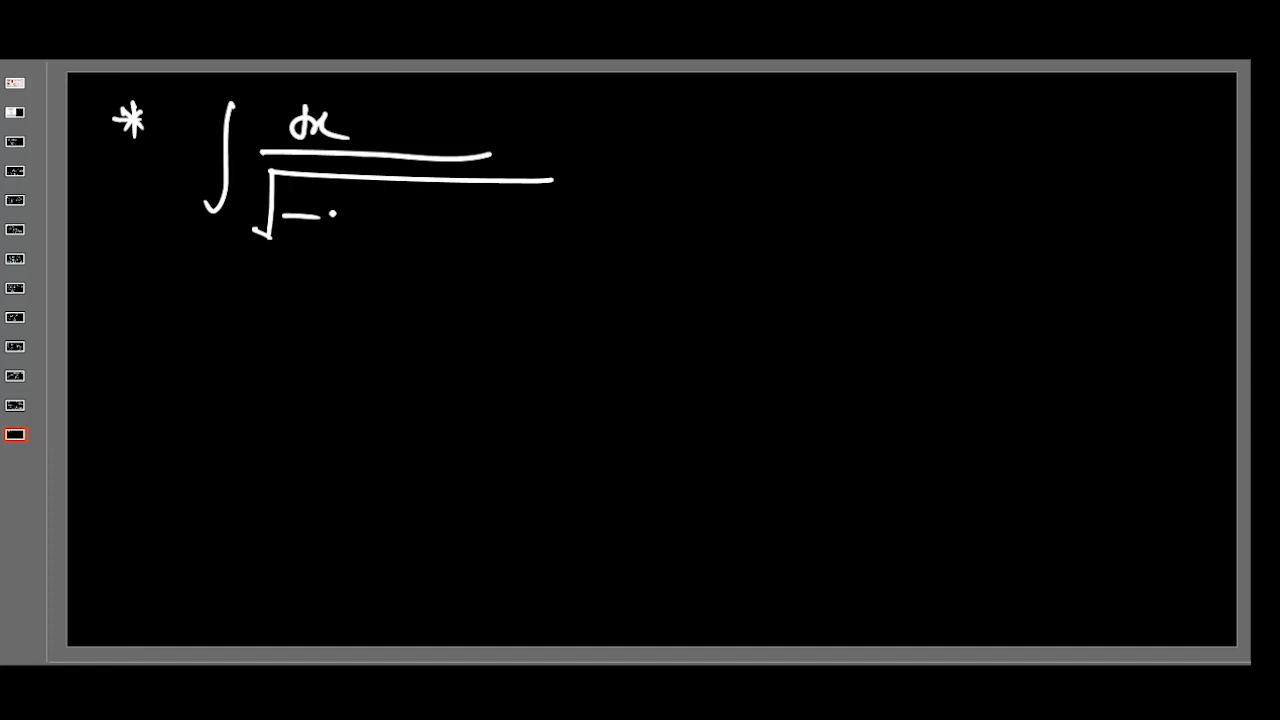 * ∫ dx / √(-.